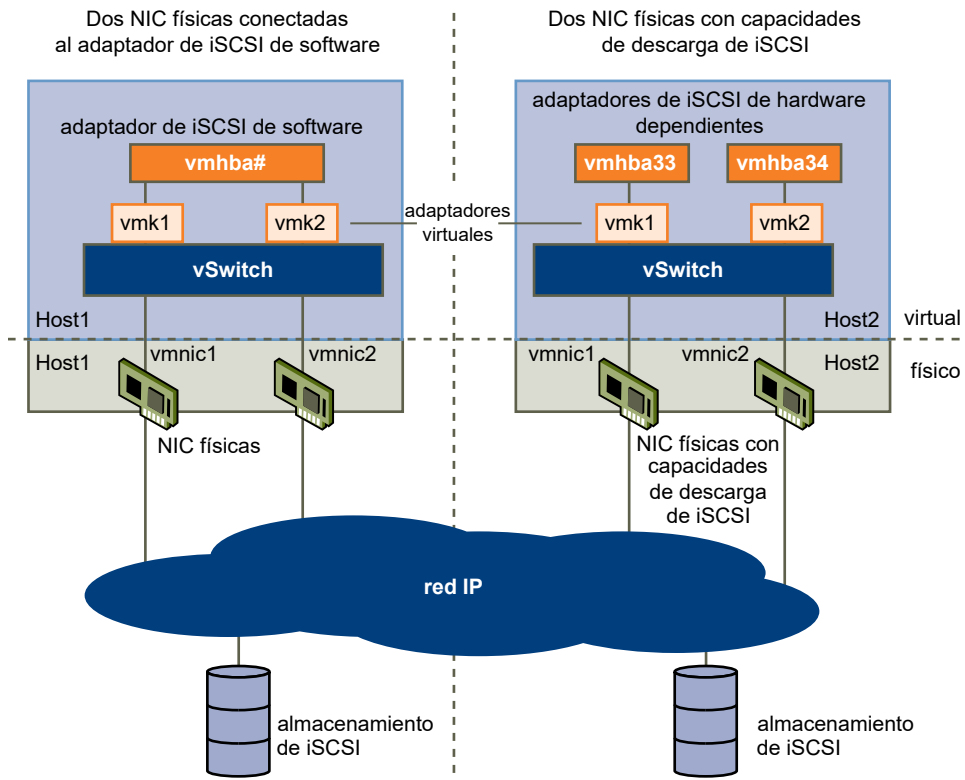 Dos NIC físicas conectadas
al adaptador de iSCSI de software
Dos NIC físicas con capacidades
de descarga de iSCSI
adaptador de iSCSI de software
vmhba#
vmk1
vmk2
vSwitch
Host1
adaptadores
virtuales
adaptadores de iSCSI de hardware
dependientes
vmhba33
vmhba34
vmk1
vmk2
vSwitch
Host2
virtual
Host1
vmnic1
vmnic2
NIC físicas
vmnic1
vmnic2
Host2
físico
NIC físicas con
capacidades
de descarga
de iSCSI
red IP
almacenamiento
de iSCSI
almacenamiento
de iSCSI